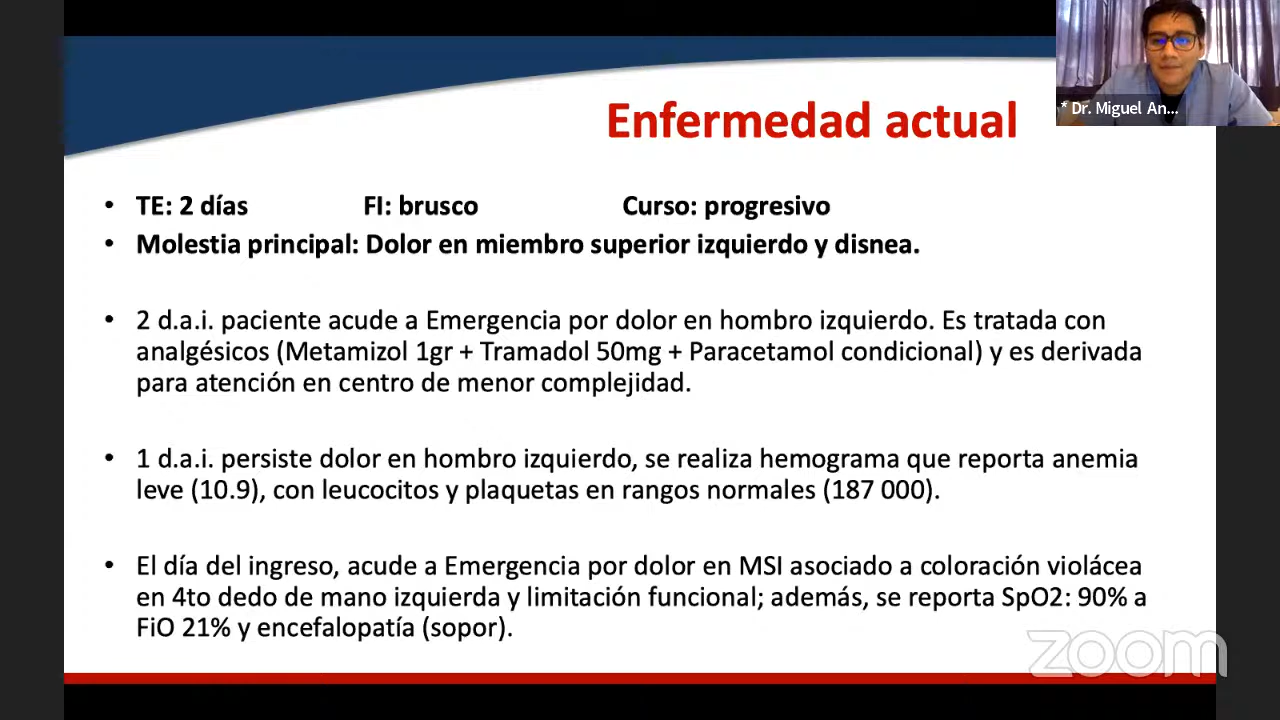 Enfermedad actual
* Dr. Miguel An...
• TE: 2 días FI: brusco Curso: progresivo
• Molestia principal: Dolor en miembro superior izquierdo y disnea.
• 2 d.a.i. paciente acude a Emergencia por dolor en hombro izquierdo. Es tratada con
analgésicos (Metamizol 1gr + Tramadol 50mg + Paracetamol condicional) y es derivada
para atención en centro de menor complejidad.
• 1 d.a.i. persiste dolor en hombro izquierdo, se realiza hemograma que reporta anemia
leve (10.9), con leucocitos y plaquetas en rangos normales (187 000).
• El día del ingreso, acude a Emergencia por dolor en MSI asociado a coloración violácea
en 4to dedo de mano izquierda y limitación funcional; además, se reporta SpO2: 90% a
FiO 21% y encefalopatía (sopor).
zoom